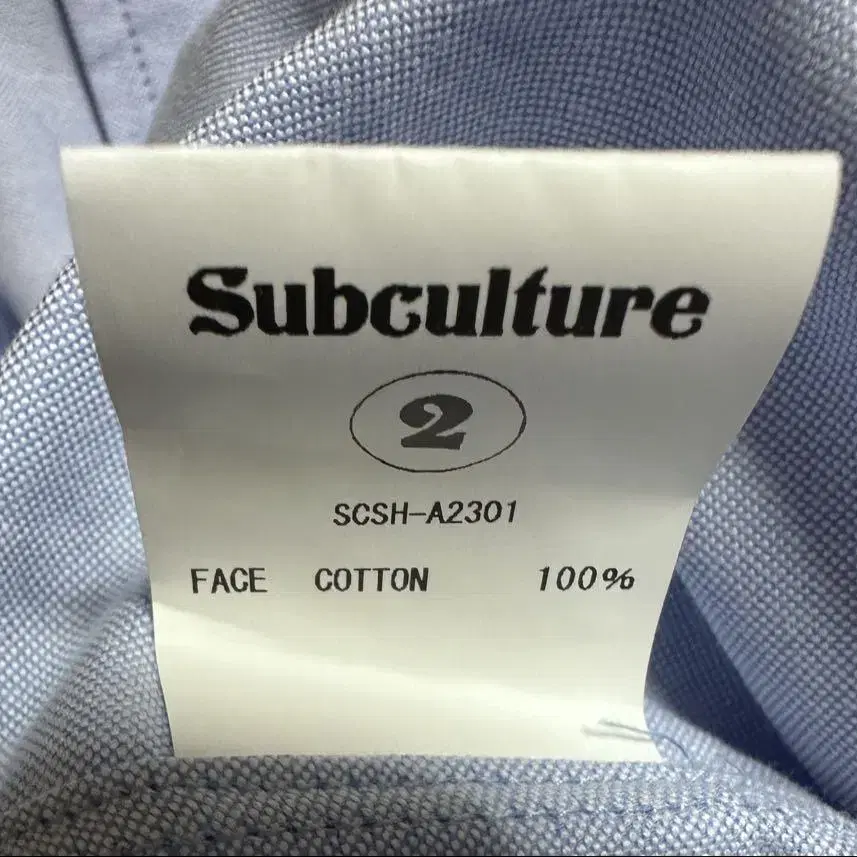 Subculture
2
SCSH-A2301
FACE COTTON 100%